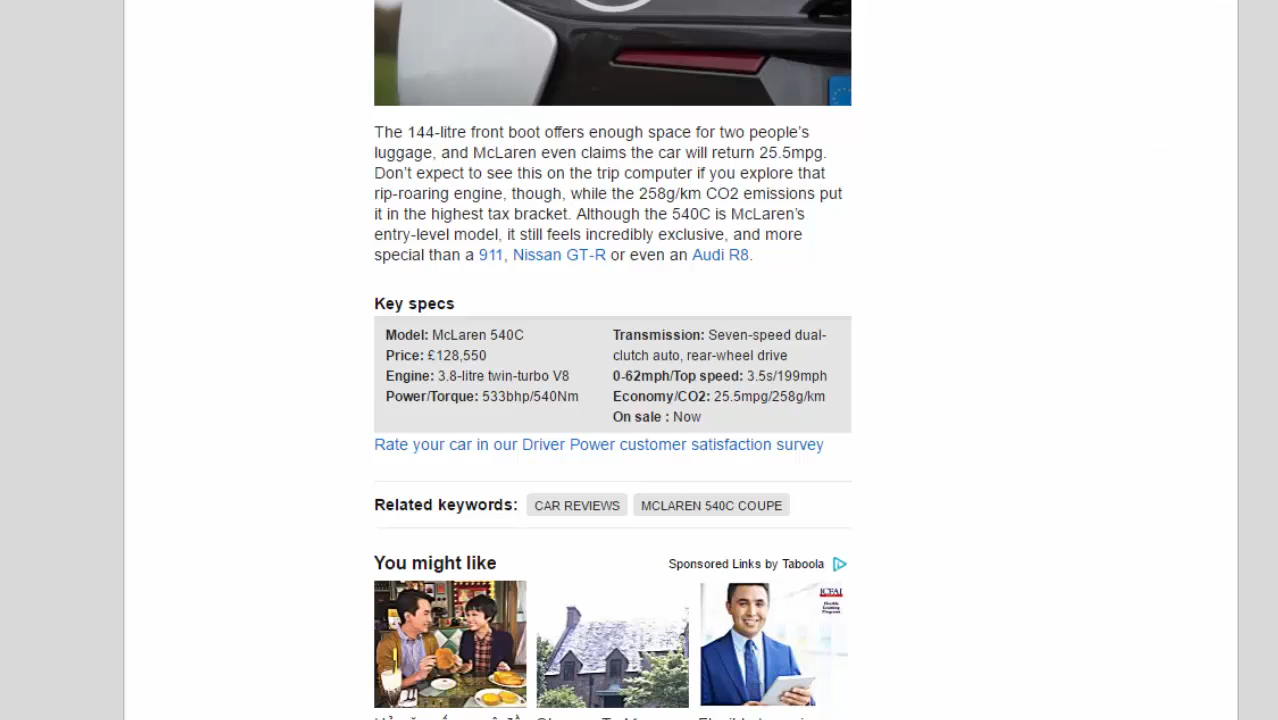 The 144-litre front boot offers enough space for two people's
luggage, and McLaren even claims the car will return 25.5mpg.
Don't expect to see this on the trip computer if you explore that
rip-roaring engine, though, while the 258g/km CO2 emissions put
it in the highest tax bracket. Although the 540C is McLaren's
entry-level model, it still feels incredibly exclusive, and more
special than a 911, Nissan GT-R or even an Audi R8.
Key specs
Model: McLaren 540C
Price: £128,550
Engine: 3.8-litre twin-turbo V8
Power/Torque: 533bhp/540Nm
Transmission: Seven-speed dual-
clutch auto, rear-wheel drive
0-62mph/Top speed: 3.5s/199mph
Economy/CO2: 25.5mpg/258g/km
On sale : Now
Rate your car in our Driver Power customer satisfaction survey
Related keywords: CAR REVIEWS MCLAREN 540C COUPE
You might like
Sponsored Links by Taboola
ICFAI